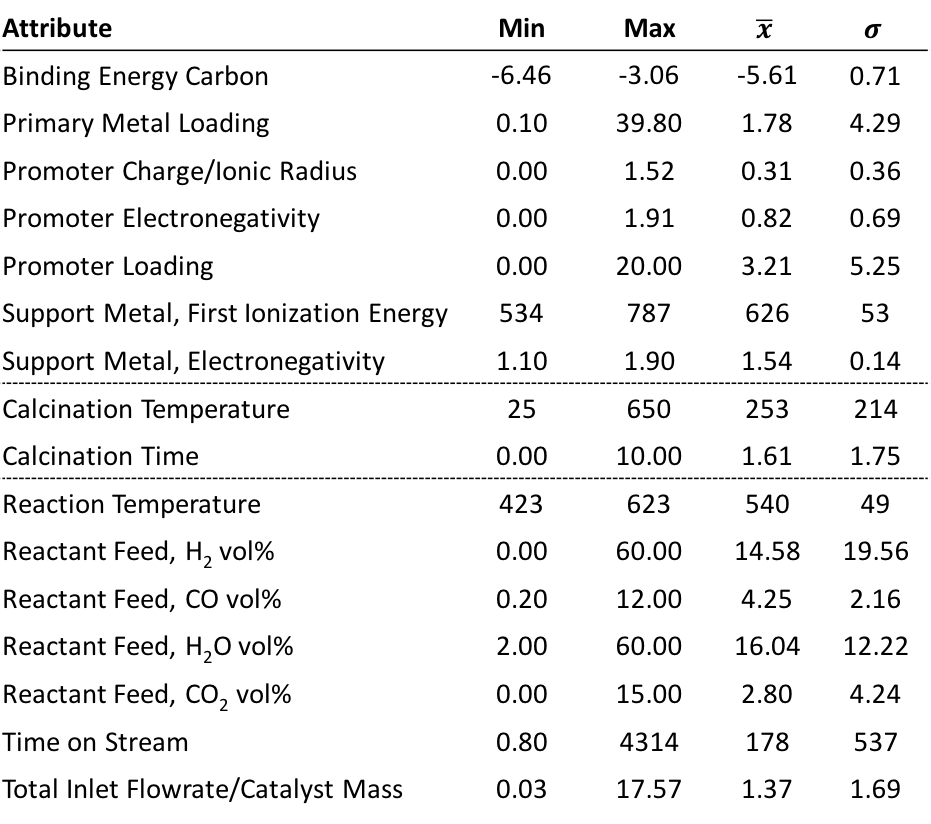 Attribute Min Max x̄ σ
Binding Energy Carbon -6.46 -3.06 -5.61 0.71
Primary Metal Loading 0.10 39.80 1.78 4.29
Promoter Charge/Ionic Radius 0.00 1.52 0.31 0.36
Promoter Electronegativity 0.00 1.91 0.82 0.69
Promoter Loading 0.00 20.00 3.21 5.25
Support Metal, First Ionization Energy 534 787 626 53
Support Metal, Electronegativity 1.10 1.90 1.54 0.14
Calcination Temperature 25 650 253 214
Calcination Time 0.00 10.00 1.61 1.75
Reaction Temperature 423 623 540 49
Reactant Feed, H₂ vol% 0.00 60.00 14.58 19.56
Reactant Feed, CO vol% 0.20 12.00 4.25 2.16
Reactant Feed, H₂O vol% 2.00 60.00 16.04 12.22
Reactant Feed, CO₂ vol% 0.00 15.00 2.80 4.24
Time on Stream 0.80 4314 178 537
Total Inlet Flowrate/Catalyst Mass 0.03 17.57 1.37 1.69